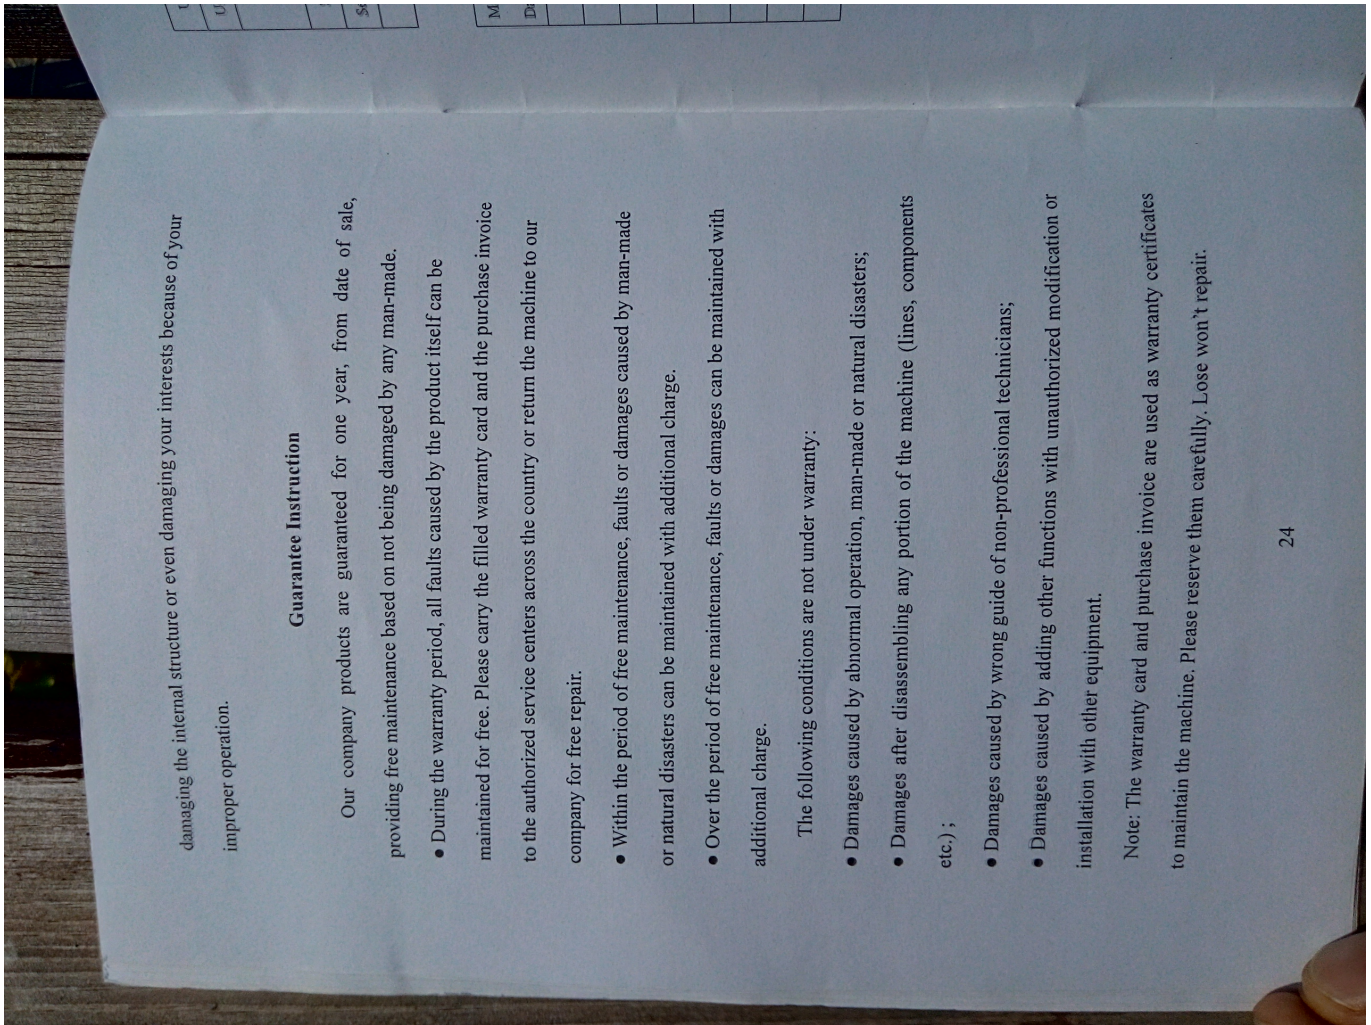 damaging the internal structure or even damaging your interests because of your
improper operation.
Guarantee Instruction
Our company products are guaranteed for one year, from date of sale,
providing free maintenance based on not being damaged by any man-made.
● During the warranty period, all faults caused by the product itself can be
maintained for free. Please carry the filled warranty card and the purchase invoice
to the authorized service centers across the country or return the machine to our
company for free repair.
● Within the period of free maintenance, faults or damages caused by man-made
or natural disasters can be maintained with additional charge.
● Over the period of free maintenance, faults or damages can be maintained with
additional charge.
The following conditions are not under warranty:
● Damages caused by abnormal operation, man-made or natural disasters;
● Damages after disassembling any portion of the machine (lines, components
etc.) ;
● Damages caused by wrong guide of non-professional technicians;
● Damages caused by adding other functions with unauthorized modification or
installation with other equipment.
Note: The warranty card and purchase invoice are used as warranty certificates
to maintain the machine. Please reserve them carefully. Lose won't repair.
24